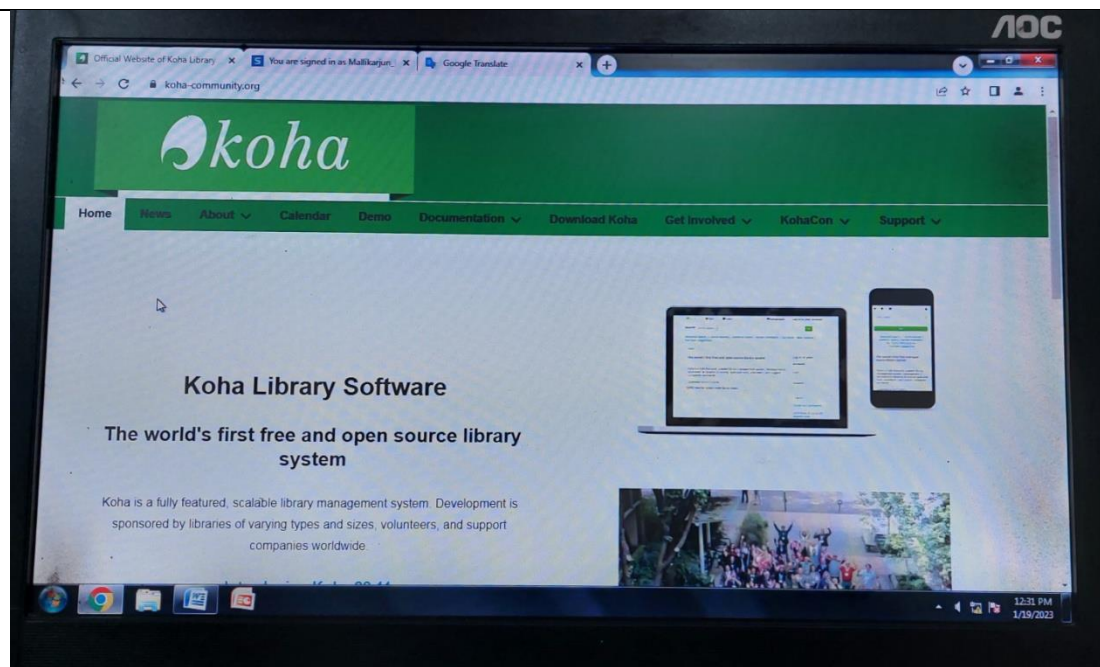 AOC
Official Website of Koha Library
You are signed in as Mallikarjun_
Google Translate
koha-community.org
koha
Home News About Calendar Demo Documentation Download Koha Get Involved KohaCon Support
Koha Library Software
The world's first free and open source library
system
Koha is a fully featured, scalable library management system. Development is
sponsored by libraries of varying types and sizes, volunteers, and support
companies worldwide.
12:31 PM
1/19/2023